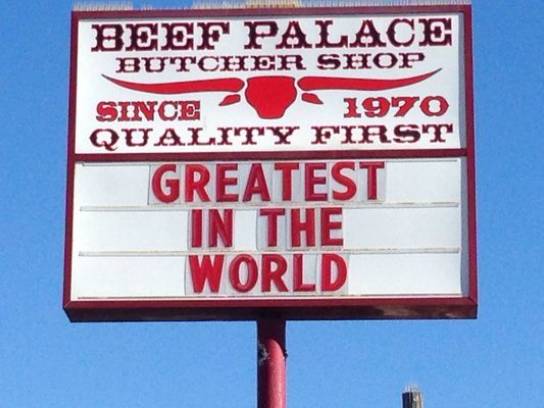 BEEF PALACE
BUTCHER SHOP
SINCE 1970
QUALITY FIRST
GREATEST
IN THE
WORLD